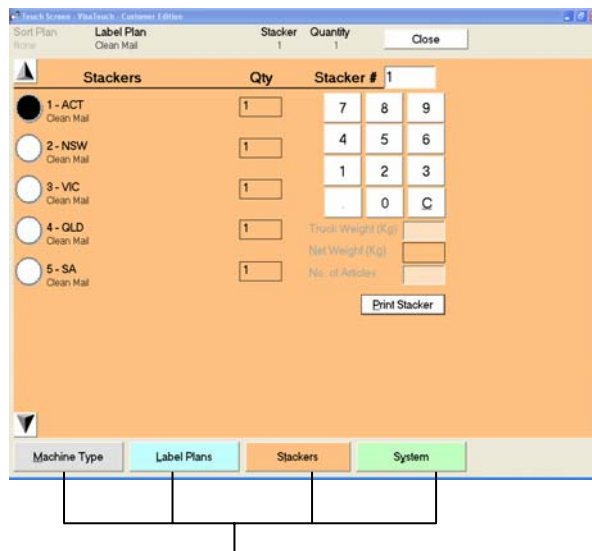 Touch Screen - VisaTouch - Customer Edition
Sort Plan Label Plan Stacker Quantity
None Clean Mail 1 1 Close
Stackers Qty Stacker # 1
1 - ACT 1
Clean Mail
2 - NSW 1
Clean Mail
3 - VIC 1
Clean Mail
4 - QLD 1
Clean Mail
5 - SA 1
Clean Mail
7 8 9
4 5 6
1 2 3
. 0 C
Truck Weight (Kg)
Net Weight (Kg)
No. of Articles
Print Stacker
Machine Type Label Plans Stackers System